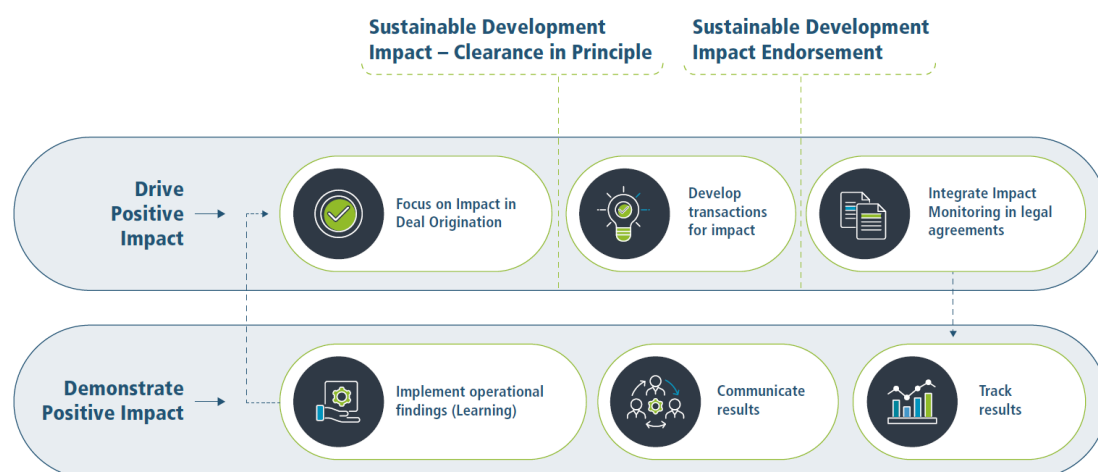 Sustainable Development
Impact – Clearance in Principle
Sustainable Development
Impact Endorsement
Drive
Positive
Impact
Focus on Impact in
Deal Origination
Develop
transactions
for impact
Integrate Impact
Monitoring in legal
agreements
Demonstrate
Positive Impact
Implement operational
findings (Learning)
Communicate
results
Track
results